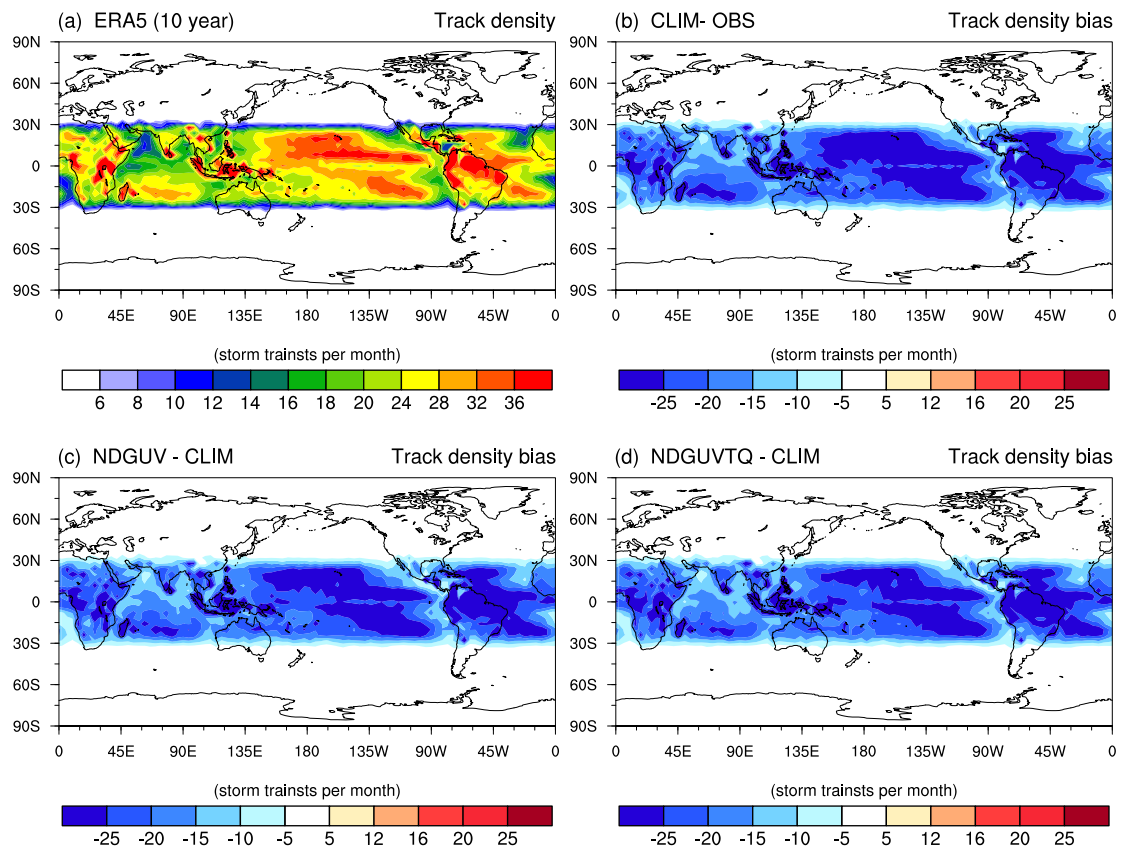 (a) ERA5 (10 year) Track density
90N
60N
30N
0
30S
60S
90S
0 45E 90E 135E 180 135W 90W 45W 0
(storm trainsts per month)
6 8 10 12 14 16 18 20 24 28 32 36
(b) CLIM- OBS Track density bias
90N
60N
30N
0
30S
60S
90S
0 45E 90E 135E 180 135W 90W 45W 0
(storm trainsts per month)
-25 -20 -15 -10 -5 5 12 16 20 25
(c) NDGUV - CLIM Track density bias
90N
60N
30N
0
30S
60S
90S
0 45E 90E 135E 180 135W 90W 45W 0
(storm trainsts per month)
-25 -20 -15 -10 -5 5 12 16 20 25
(d) NDGUVTQ - CLIM Track density bias
90N
60N
30N
0
30S
60S
90S
0 45E 90E 135E 180 135W 90W 45W 0
(storm trainsts per month)
-25 -20 -15 -10 -5 5 12 16 20 25